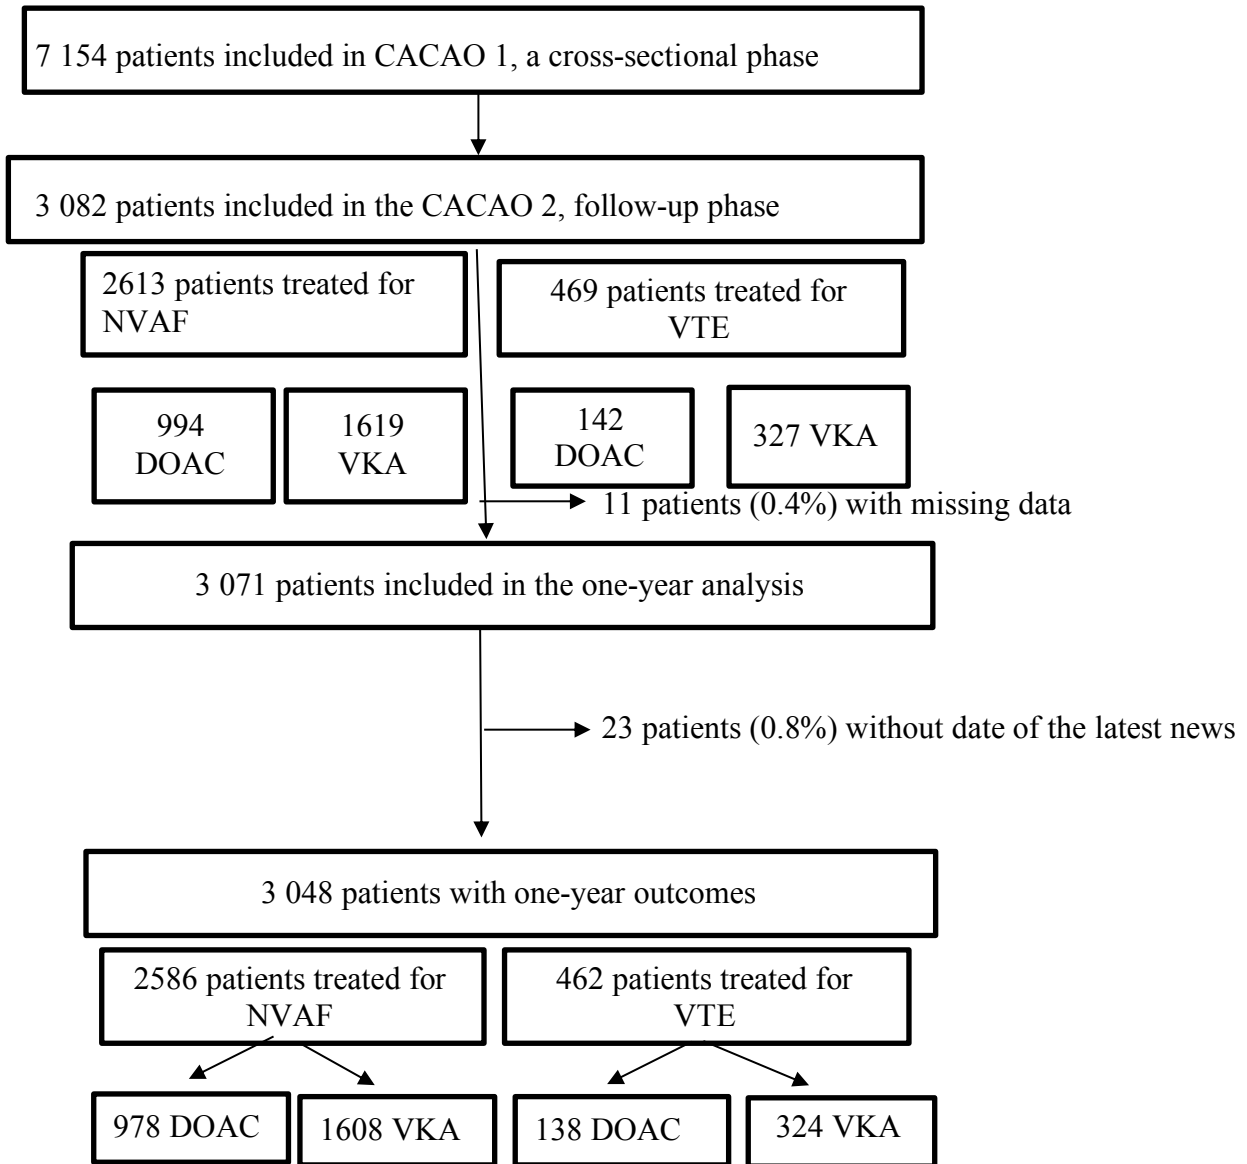 7 154 patients included in CACAO 1, a cross-sectional phase
3 082 patients included in the CACAO 2, follow-up phase
2613 patients treated for
NVAF
469 patients treated for
VTE
994
DOAC
1619
VKA
142
DOAC
327 VKA
11 patients (0.4%) with missing data
3 071 patients included in the one-year analysis
23 patients (0.8%) without date of the latest news
3 048 patients with one-year outcomes
2586 patients treated for
NVAF
462 patients treated for
VTE
978 DOAC
1608 VKA
138 DOAC
324 VKA